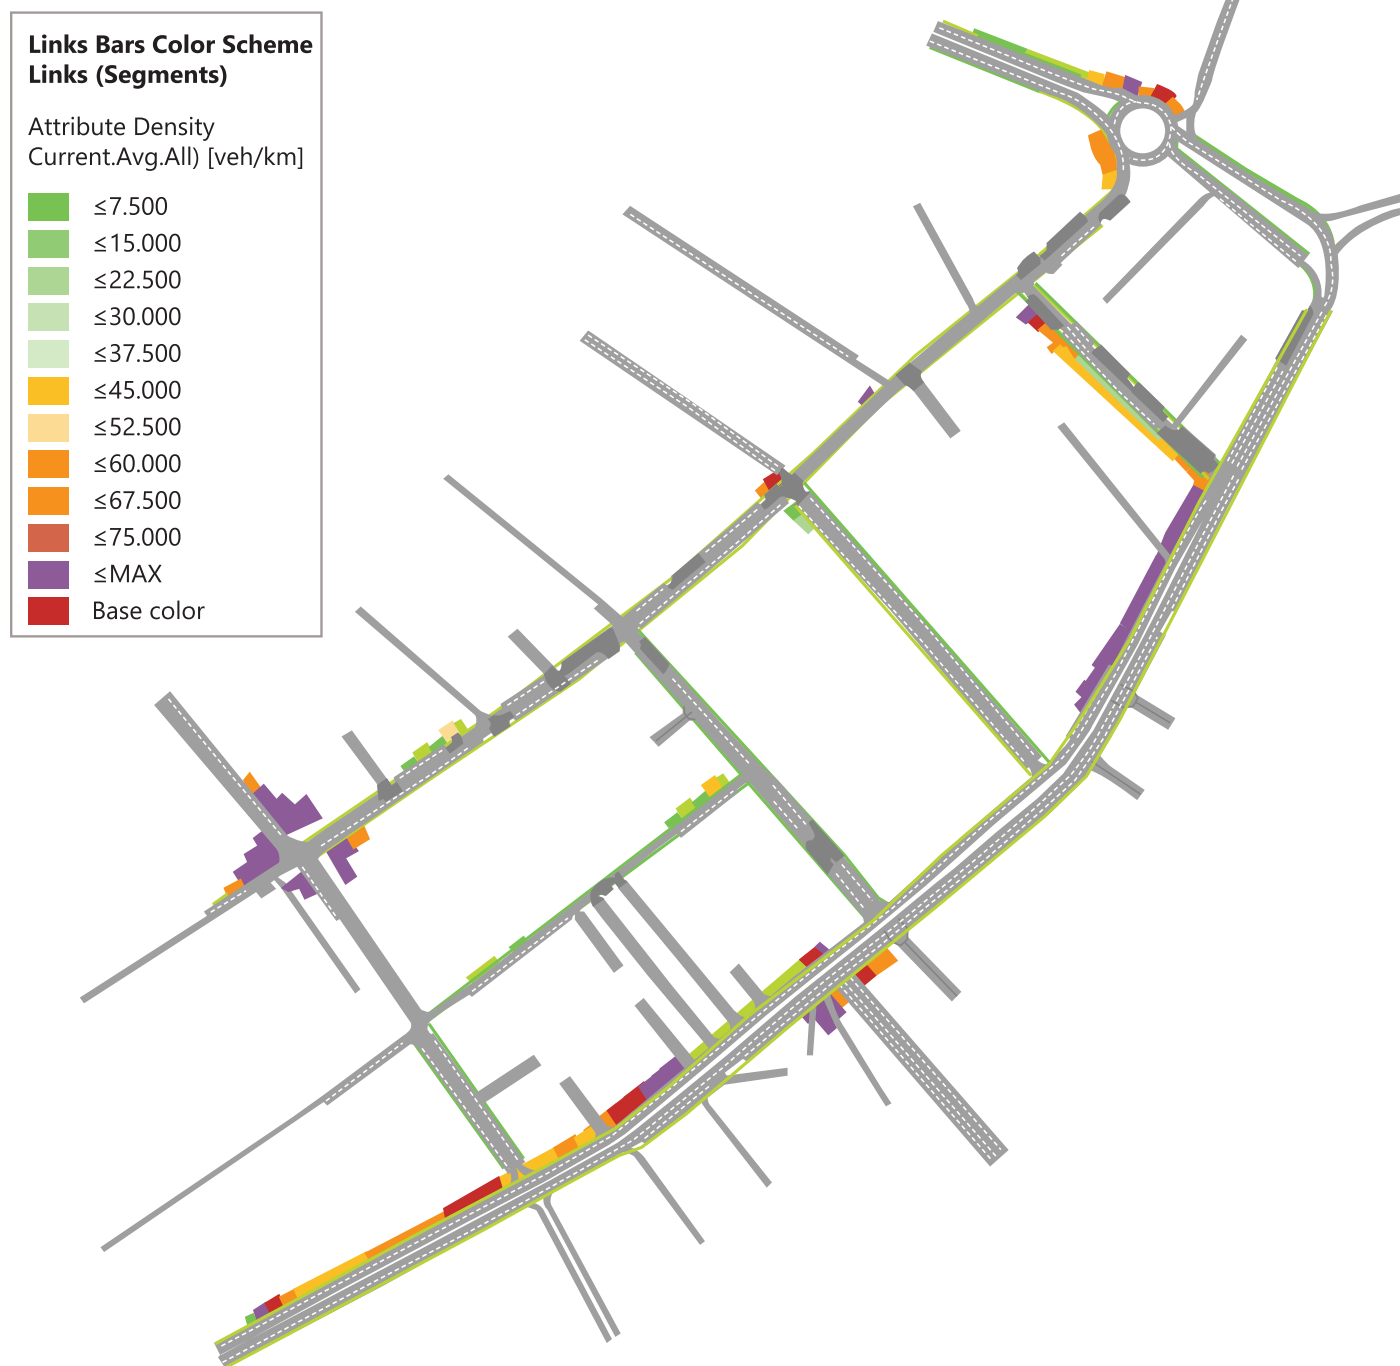 Links Bars Color Scheme
Links (Segments)
Attribute Density
Current.Avg.All) [veh/km]
≤7.500
≤15.000
≤22.500
≤30.000
≤37.500
≤45.000
≤52.500
≤60.000
≤67.500
≤75.000
≤MAX
Base color